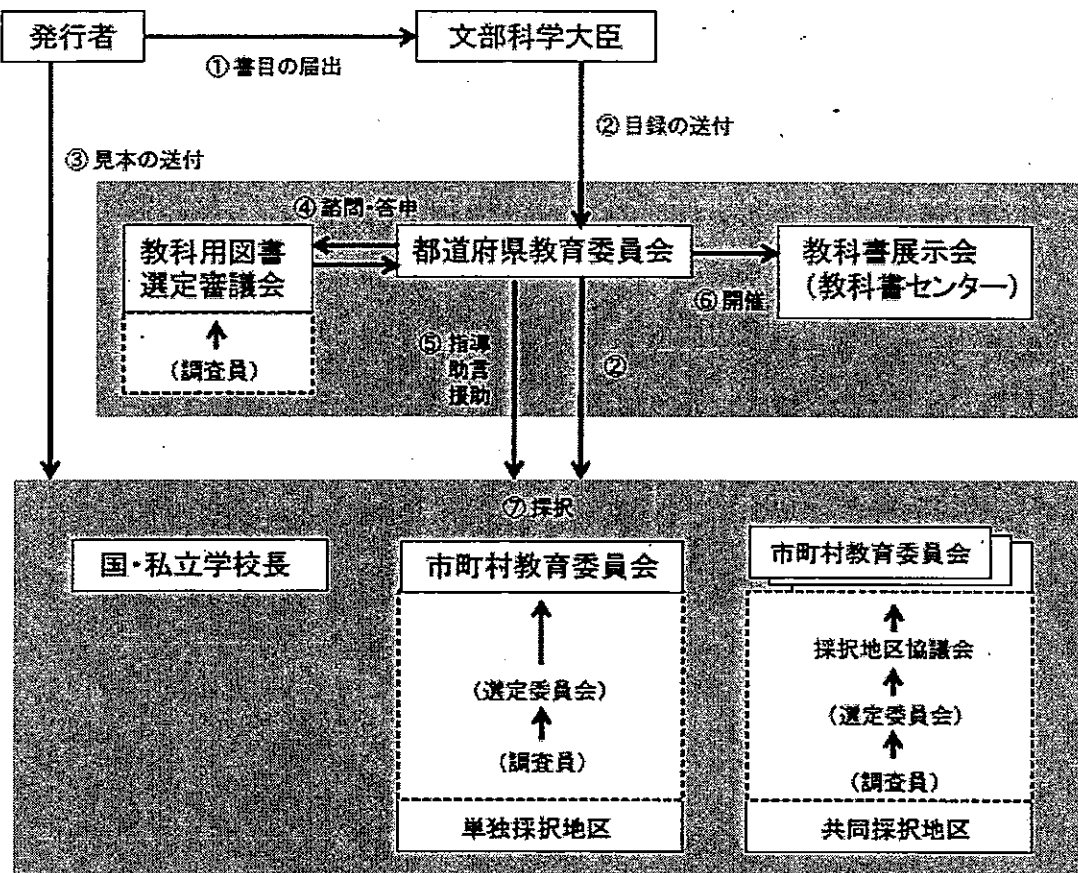 発行者
文部科学大臣
①書目の届出
②目録の送付
③見本の送付
④諮問・答申
教科用図書
選定審議会
(調査員)
都道府県教育委員会
教科書展示会
(教科書センター)
⑥開催
⑤指導
助言
援助
②
⑦採択
国・私立学校長
市町村教育委員会
(選定委員会)
(調査員)
単独採択地区
市町村教育委員会
採択地区協議会
(選定委員会)
(調査員)
共同採択地区